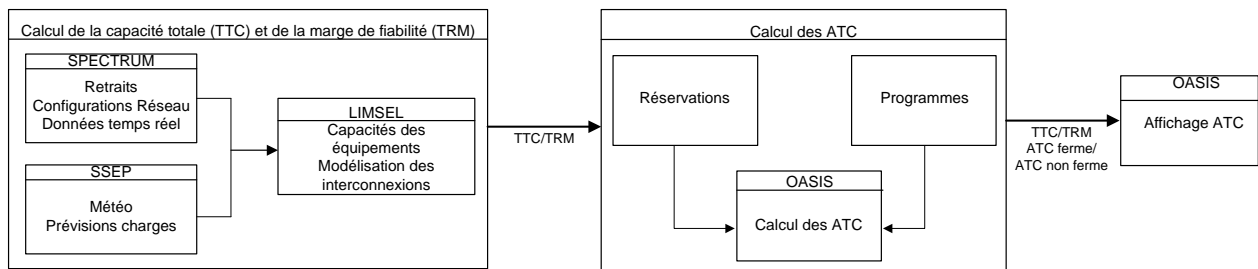 Calcul de la capacité totale (TTC) et de la marge de fiabilité (TRM)
SPECTRUM
Retraits
Configurations Réseau
Données temps réel
SSEP
Météo
Prévisions charges
LIMSEL
Capacités des
équipements
Modélisation des
interconnexions
TTC/TRM
Calcul des ATC
Réservations
Programmes
OASIS
Calcul des ATC
TTC/TRM
ATC ferme/
ATC non ferme
OASIS
Affichage ATC